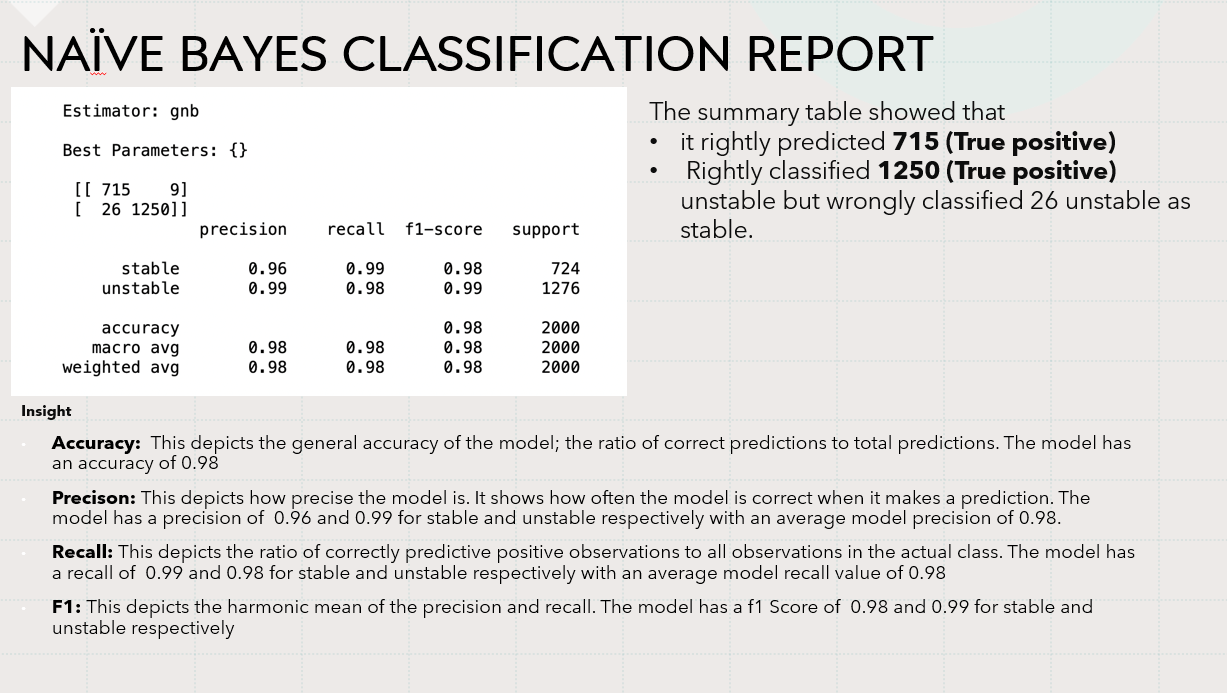 NAÏVE BAYES CLASSIFICATION REPORT
Estimator: gnb
Best Parameters: {}
[[ 715    9]
[  26 1250]]
precision    recall  f1-score   support
stable       0.96      0.99      0.98       724
unstable       0.99      0.98      0.99      1276
accuracy                           0.98      2000
macro avg       0.98      0.98      0.98      2000
weighted avg       0.98      0.98      0.98      2000
The summary table showed that
• it rightly predicted 715 (True positive)
• Rightly classified 1250 (True positive)
unstable but wrongly classified 26 unstable as
stable.
Insight
• Accuracy:  This depicts the general accuracy of the model; the ratio of correct predictions to total predictions. The model has
an accuracy of 0.98
• Precison: This depicts how precise the model is. It shows how often the model is correct when it makes a prediction. The
model has a precision of  0.96 and 0.99 for stable and unstable respectively with an average model precision of 0.98.
• Recall: This depicts the ratio of correctly predictive positive observations to all observations in the actual class. The model has
a recall of  0.99 and 0.98 for stable and unstable respectively with an average model recall value of 0.98
• F1: This depicts the harmonic mean of the precision and recall. The model has a f1 Score of  0.98 and 0.99 for stable and
unstable respectively